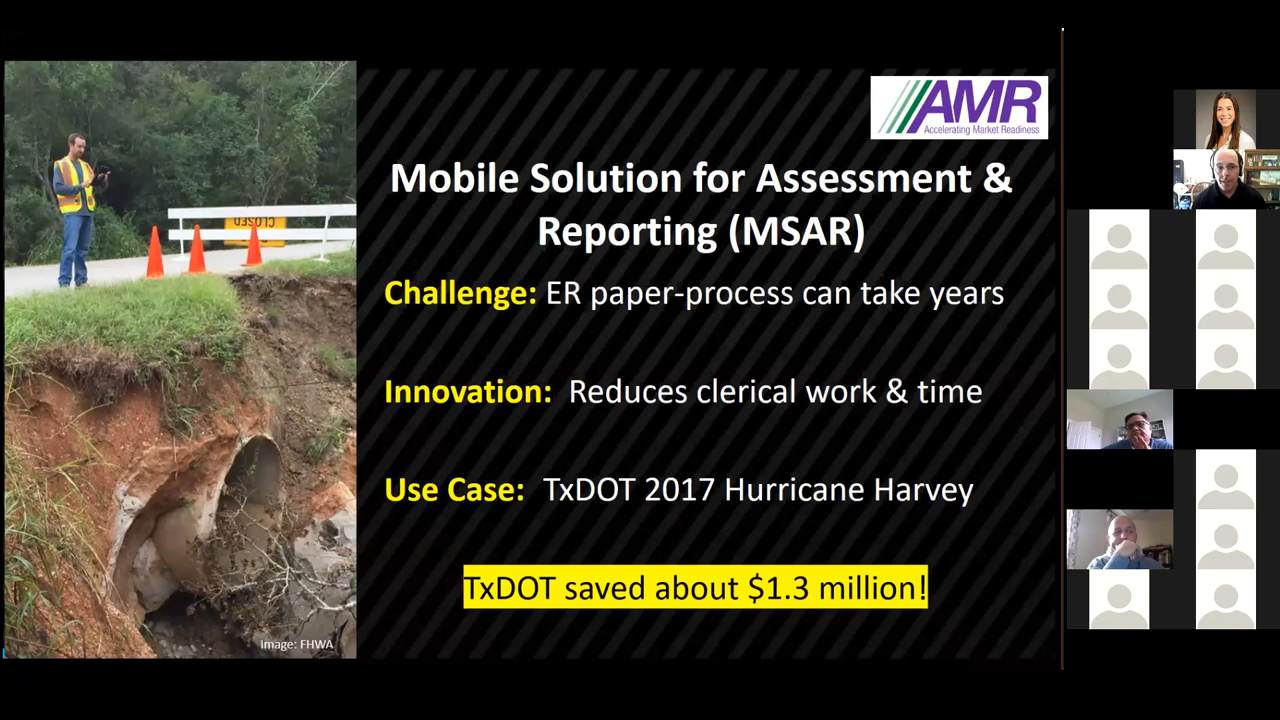 AMR
Accelerating Market Readiness
Mobile Solution for Assessment &
Reporting (MSAR)
Challenge: ER paper-process can take years
Innovation: Reduces clerical work & time
Use Case: TxDOT 2017 Hurricane Harvey
TxDOT saved about $1.3 million!
CLOSED
Image: FHWA